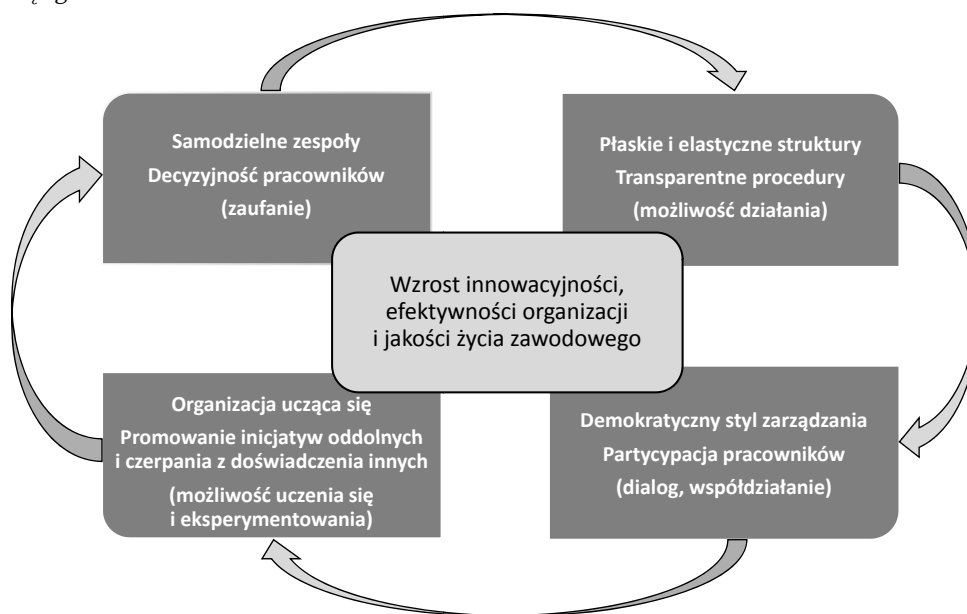 Samodzielne zespoły
Decyzyjność pracowników
(zaufanie)
Płaskie i elastyczne struktury
Transparentne procedury
(możliwość działania)
Wzrost innowacyjności,
efektywności organizacji
i jakości życia zawodowego
Organizacja ucząca się
Promowanie inicjatyw oddolnych
i czerpania z doświadczenia innych
(możliwość uczenia się
i eksperymentowania)
Demokratyczny styl zarządzania
Partycypacja pracowników
(dialog, współdziałanie)